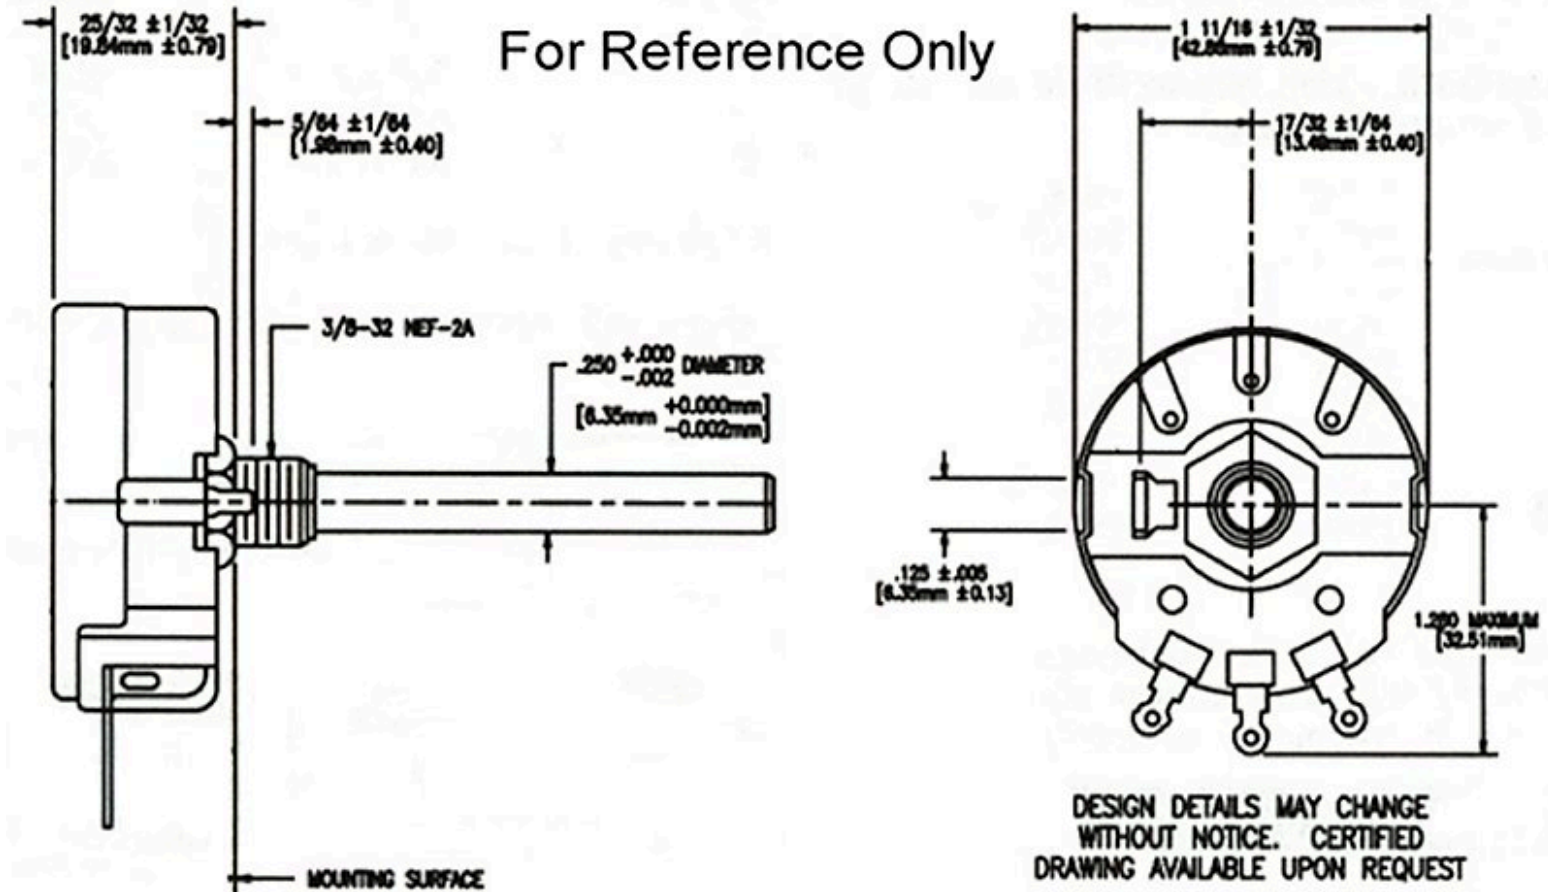 25/32 ±1/32
[19.84mm ±0.79]
For Reference Only
1 11/16 ±1/32
[42.86mm ±0.79]
5/64 ±1/64
[1.98mm ±0.40]
17/32 ±1/64
[13.49mm ±0.40]
3/8-32 NEF-2A
.250 +.000 -.002 DIAMETER
[6.35mm +0.000mm -0.002mm]
.125 ±.005
[6.35mm ±0.13]
1.280 MAXIMUM
[32.51mm]
DESIGN DETAILS MAY CHANGE
WITHOUT NOTICE. CERTIFIED
DRAWING AVAILABLE UPON REQUEST
MOUNTING SURFACE